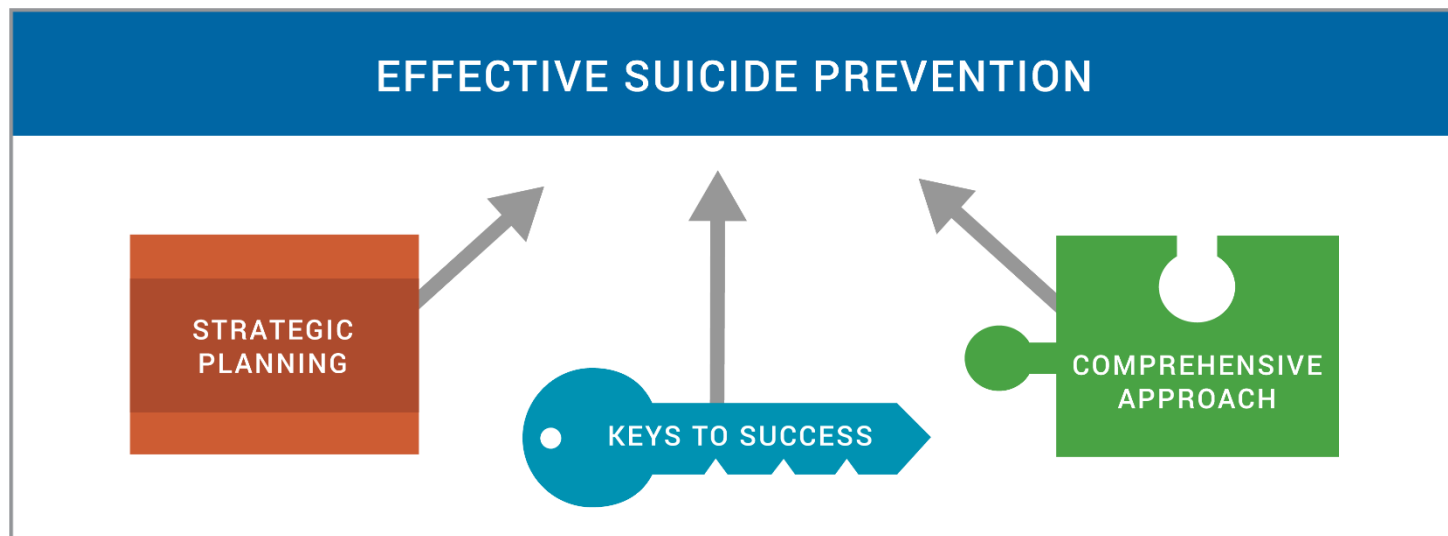 EFFECTIVE SUICIDE PREVENTION
STRATEGIC
PLANNING
KEYS TO SUCCESS
COMPREHENSIVE
APPROACH